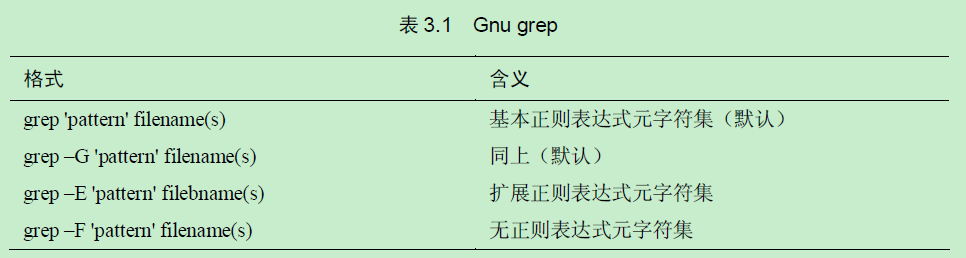 表 3.1 Gnu grep
格式 含义
grep 'pattern' filename(s) 基本正则表达式元字符集（默认）
grep –G 'pattern' filename(s) 同上（默认）
grep –E 'pattern' filebname(s) 扩展正则表达式元字符集
grep –F 'pattern' filename(s) 无正则表达式元字符集